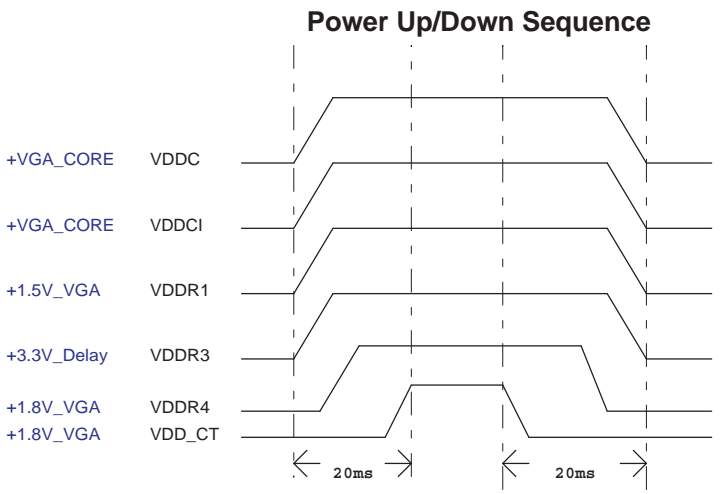 Power Up/Down Sequence
+VGA_CORE VDDC
+VGA_CORE VDDCI
+1.5V_VGA VDDR1
+3.3V_Delay VDDR3
+1.8V_VGA VDDR4
+1.8V_VGA VDD_CT
20ms 20ms